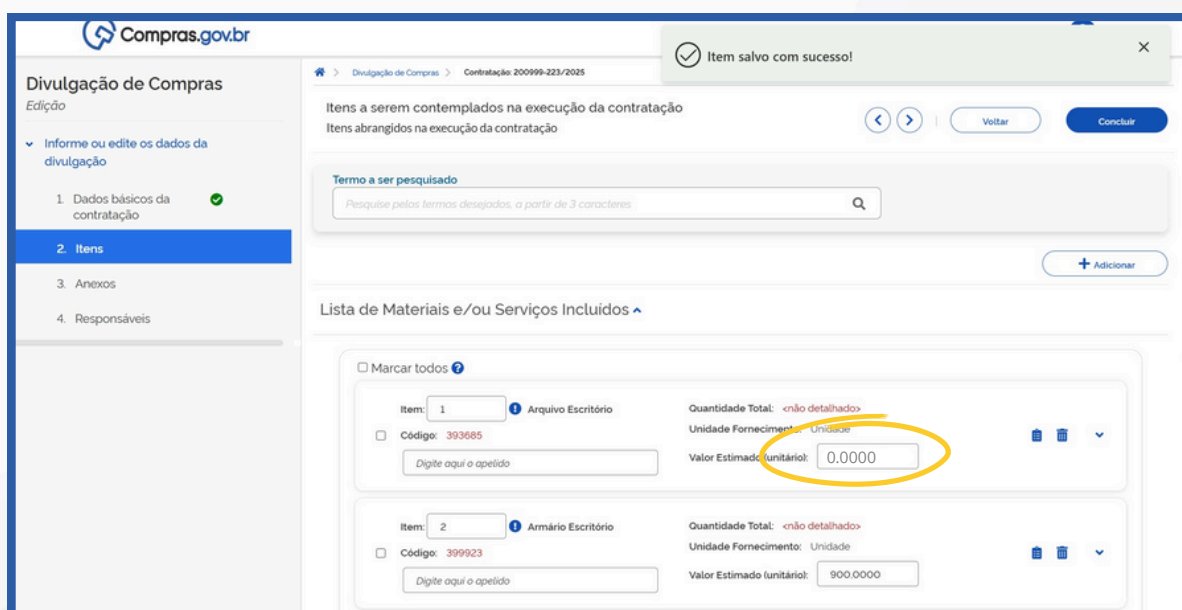 Compras.gov.br
Item salvo com sucesso!
Divulgação de Compras
Edição
Informe ou edite os dados da
divulgação
1. Dados básicos da
contratação
2. Itens
3. Anexos
4. Responsáveis
Divulgação de Compras > Contratação: 200999-223/2025
Itens a serem contemplados na execução da contratação
Itens abrangidos na execução da contratação
Voltar
Concluir
Termo a ser pesquisado
Pesquise pelos termos desejados, a partir de 3 caracteres
+ Adicionar
Lista de Materiais e/ou Serviços Incluídos
Marcar todos
Item: 1 Arquivo Escritório
Código: 393685
Digite aqui o apelido
Quantidade Total: <não detalhado>
Unidade Fornecimento: Unidade
Valor Estimado (unitário): 0.0000
Item: 2 Armário Escritório
Código: 399923
Digite aqui o apelido
Quantidade Total: <não detalhado>
Unidade Fornecimento: Unidade
Valor Estimado (unitário): 900.0000